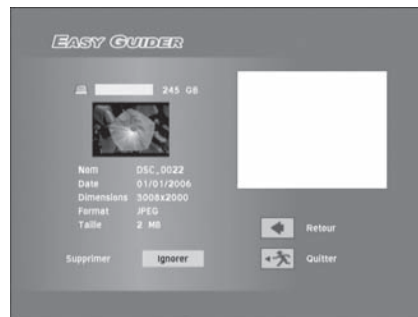 EASY GUIDER
245 GB
Nom DSC_0022
Date 01/01/2006
Dimensions 3008x2000
Format JPEG
Taille 2 MB
Supprimer Ignorer
Retour
Quitter